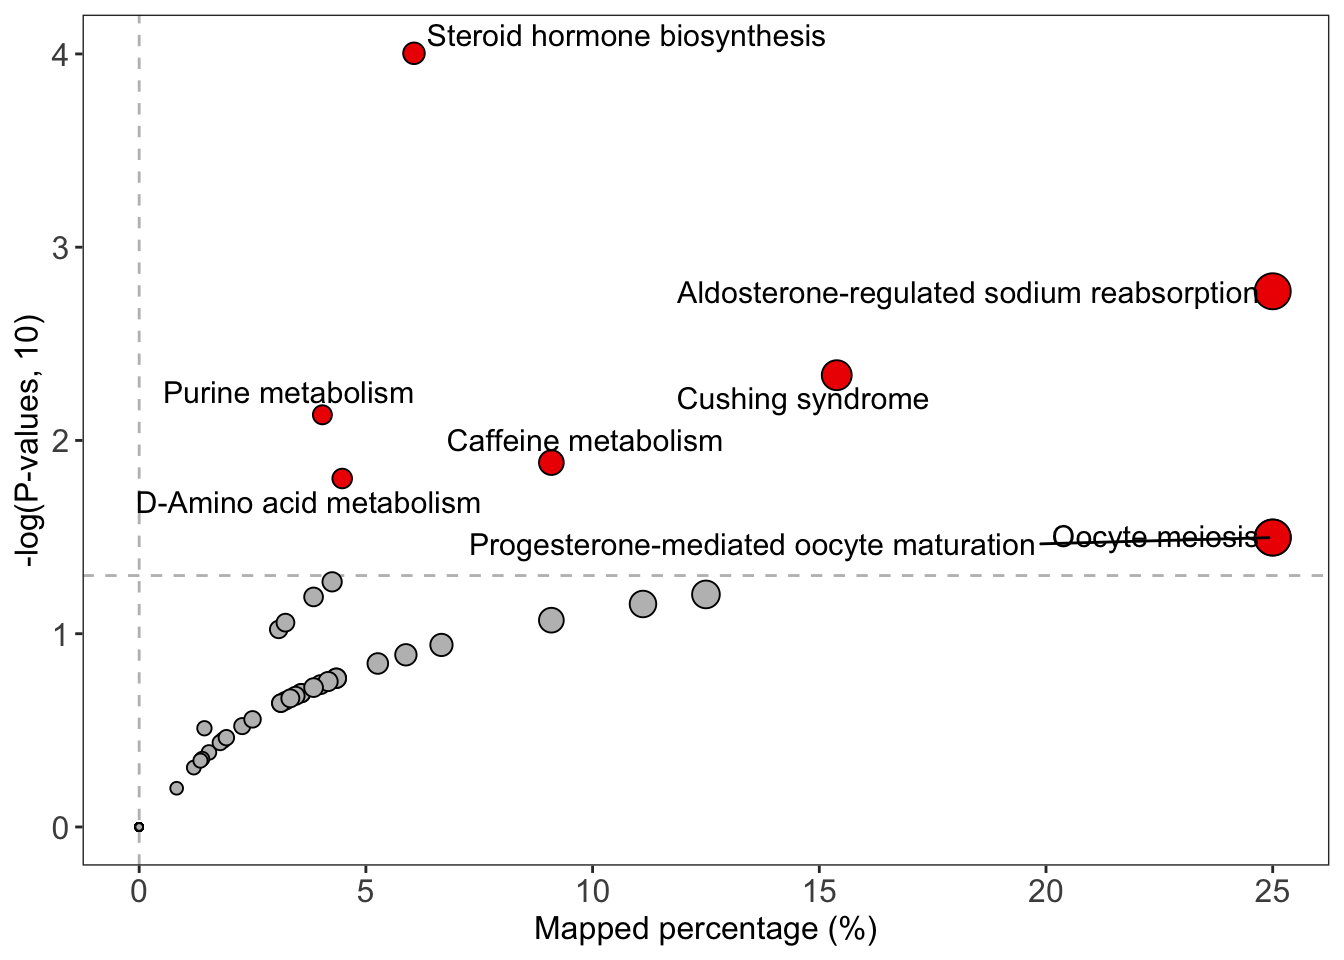 Steroid hormone biosynthesis
4
3
Aldosterone-regulated sodium reabsorption
Purine metabolism
Cushing syndrome
Caffeine metabolism
2
D-Amino acid metabolism
Oocyte meiosis
Progesterone-mediated oocyte maturation
1
0
-log(P-values, 10)
0 5 10 15 20 25
Mapped percentage (%)